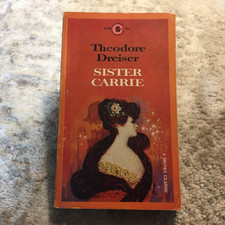 Theodore
Dreiser
SISTER
CARRIE
A SIGNET CLASSIC